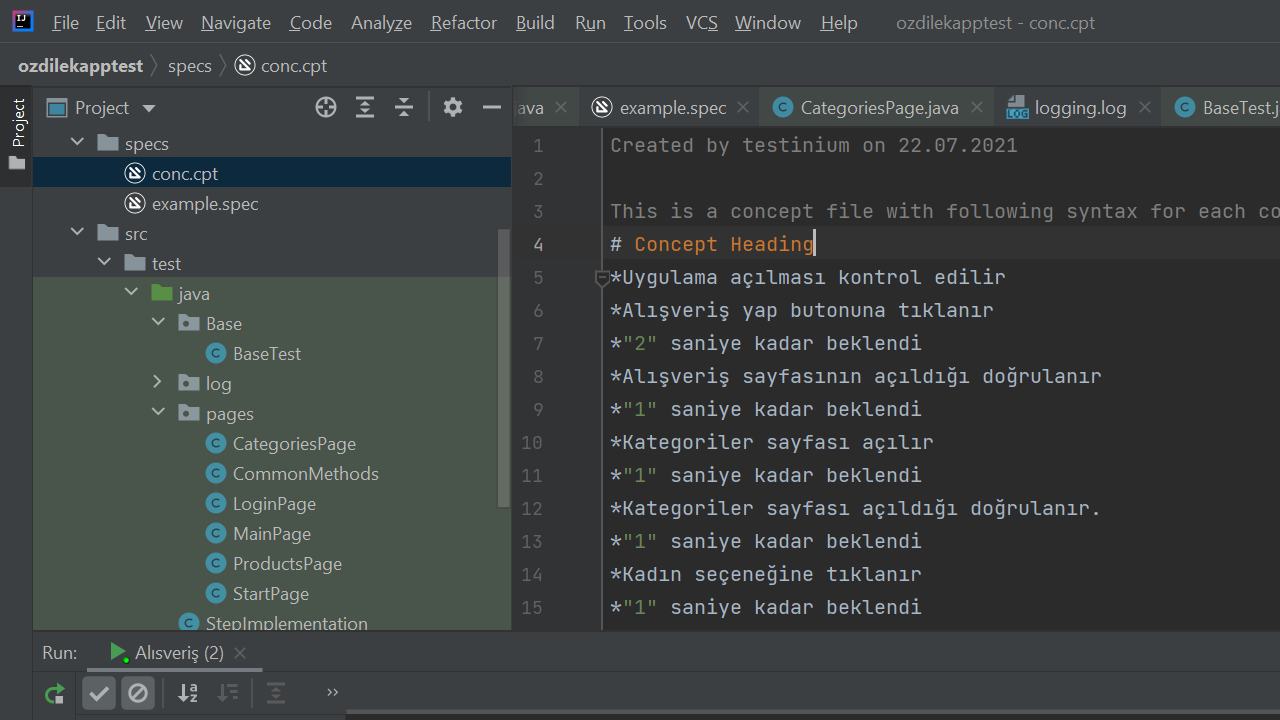 File Edit View Navigate Code Analyze Refactor Build Run Tools VCS Window Help ozdilekapptest - conc.cpt
ozdilekapptest specs conc.cpt
Project
Project
specs
conc.cpt
example.spec
src
test
java
Base
BaseTest
log
pages
CategoriesPage
CommonMethods
LoginPage
MainPage
ProductsPage
StartPage
StepImplementation
ava example.spec CategoriesPage.java logging.log BaseTest.j
1 Created by testinium on 22.07.2021
2
3 This is a concept file with following syntax for each co
4 # Concept Heading
5 *Uygulama açılması kontrol edilir
6 *Alışveriş yap butonuna tıklanır
7 *"2" saniye kadar beklendi
8 *Alışveriş sayfasının açıldığı doğrulanır
9 *"1" saniye kadar beklendi
10 *Kategoriler sayfası açılır
11 *"1" saniye kadar beklendi
12 *Kategoriler sayfası açıldığı doğrulanır.
13 *"1" saniye kadar beklendi
14 *Kadın seçeneğine tıklanır
15 *"1" saniye kadar beklendi
Run: Alısveriş (2)